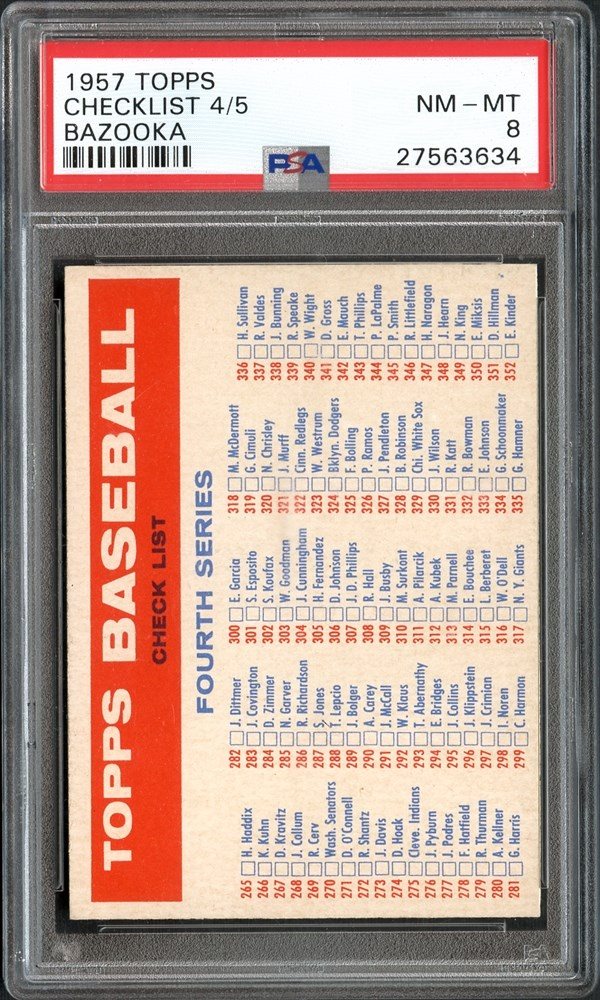 1957 TOPPS
CHECKLIST 4/5
BAZOOKA
NM - MT
8
27563634
PSA
TOPPS BASEBALL
CHECK LIST
FOURTH SERIES
265 H. Haddix
266 K. Kuhn
267 D. Kravitz
268 J. Collum
269 R. Cerv
270 Wash. Senators
271 D. O'Connell
272 R. Shantz
273 J. Davis
274 D. Hoak
275 Cleve. Indians
276 J. Pyburn
277 J. Podres
278 F. Hatfield
279 R. Thurman
280 A. Kellner
281 G. Harris
282 J. Dittmer
283 J. Covington
284 D. Zimmer
285 N. Garver
286 R. Richardson
287 S. Jones
288 T. Lepcio
289 J. Bolger
290 A. Carey
291 J. McCall
292 W. Klaus
293 T. Abernathy
294 E. Bridges
295 J. Collins
296 J. Klippstein
297 J. Crimian
298 I. Noren
299 C. Harmon
300 E. Garcia
301 S. Esposito
302 S. Koufax
303 W. Goodman
304 J. Cunningham
305 H. Fernandez
306 D. Johnson
307 J. D. Phillips
308 R. Hall
309 J. Busby
310 M. Surkont
311 A. Pilarcik
312 A. Kubek
313 M. Parnell
314 E. Bouchee
315 L. Berberet
316 W. O'Dell
317 N. Y. Giants
318 M. McDermott
319 G. Cimuli
320 N. Chrisley
321 J. Murff
322 Cinn. Redlegs
323 W. Westrum
324 Bklyn. Dodgers
325 F. Bolling
326 P. Ramos
327 J. Pendleton
328 B. Robinson
329 Chi. White Sox
330 J. Wilson
331 R. Katt
332 R. Bowman
333 E. Johnson
334 G. Schoonmaker
335 G. Hamner
336 H. Sullivan
337 R. Valdes
338 J. Bunning
339 R. Speake
340 W. Wight
341 D. Gross
342 E. Mauch
343 T. Phillips
344 P. LaPalme
345 P. Smith
346 R. Littlefield
347 H. Naragon
348 J. Hearn
349 N. King
350 E. Miksis
351 D. Hillman
352 E. Kinder